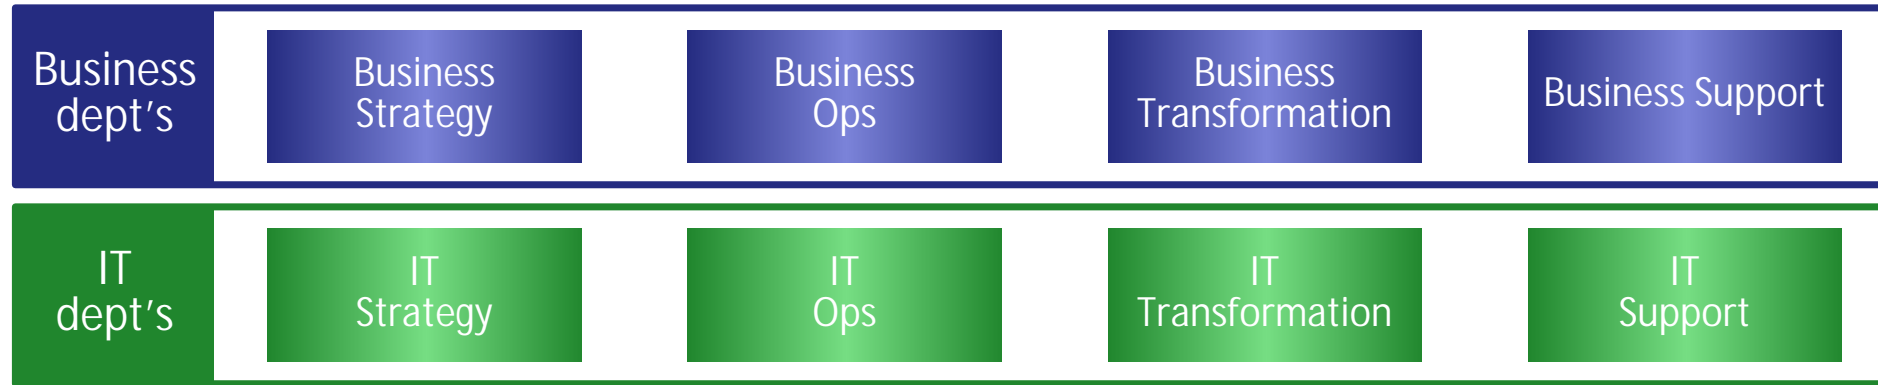 Business
dept's
Business
Strategy
Business
Ops
Business
Transformation
Business Support
IT
dept's
IT
Strategy
IT
Ops
IT
Transformation
IT
Support